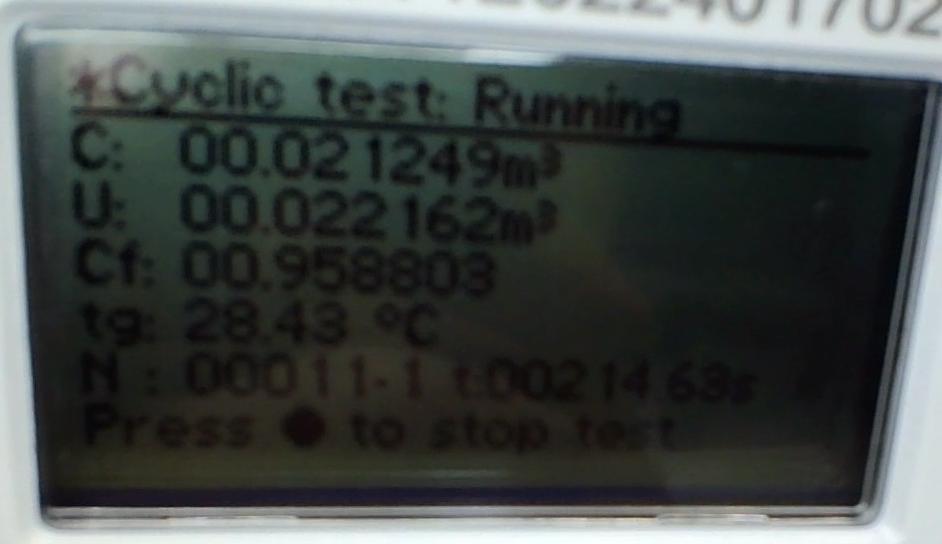 *Cyclic test: Running
C: 00.021249m³
U: 00.022162m³
Cf: 00.958803
tg: 28.43 °C
N : 00011-1 t:00214.63s
Press ● to stop test